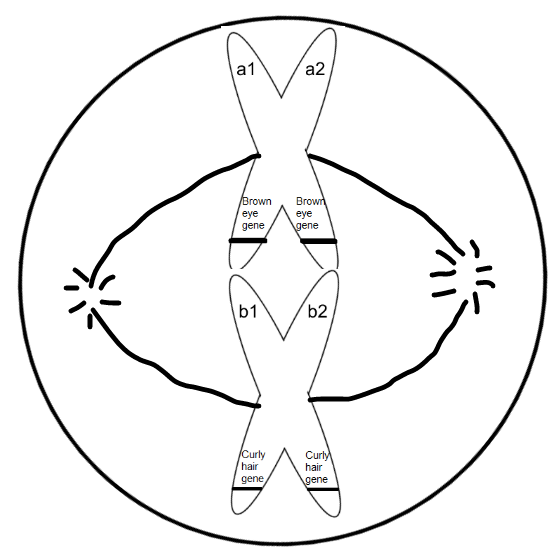 a1 a2
Brown Brown
eye eye
gene gene
b1 b2
Curly Curly
hair hair
gene gene